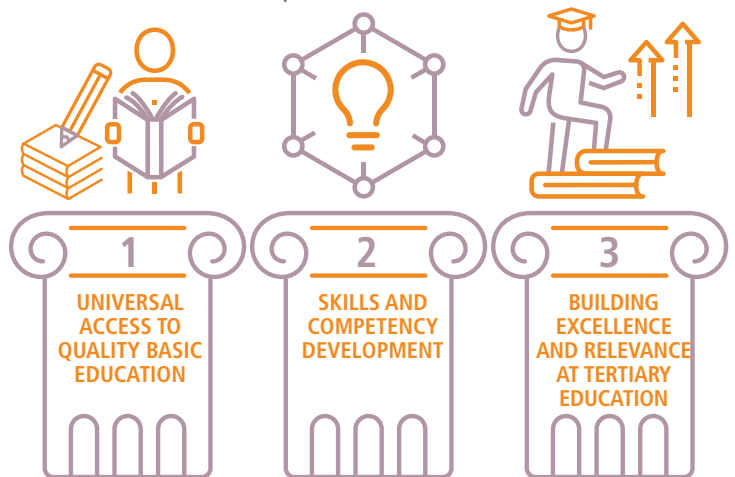 1
UNIVERSAL
ACCESS TO
QUALITY BASIC
EDUCATION
2
SKILLS AND
COMPETENCY
DEVELOPMENT
3
BUILDING
EXCELLENCE
AND RELEVANCE
AT TERTIARY
EDUCATION